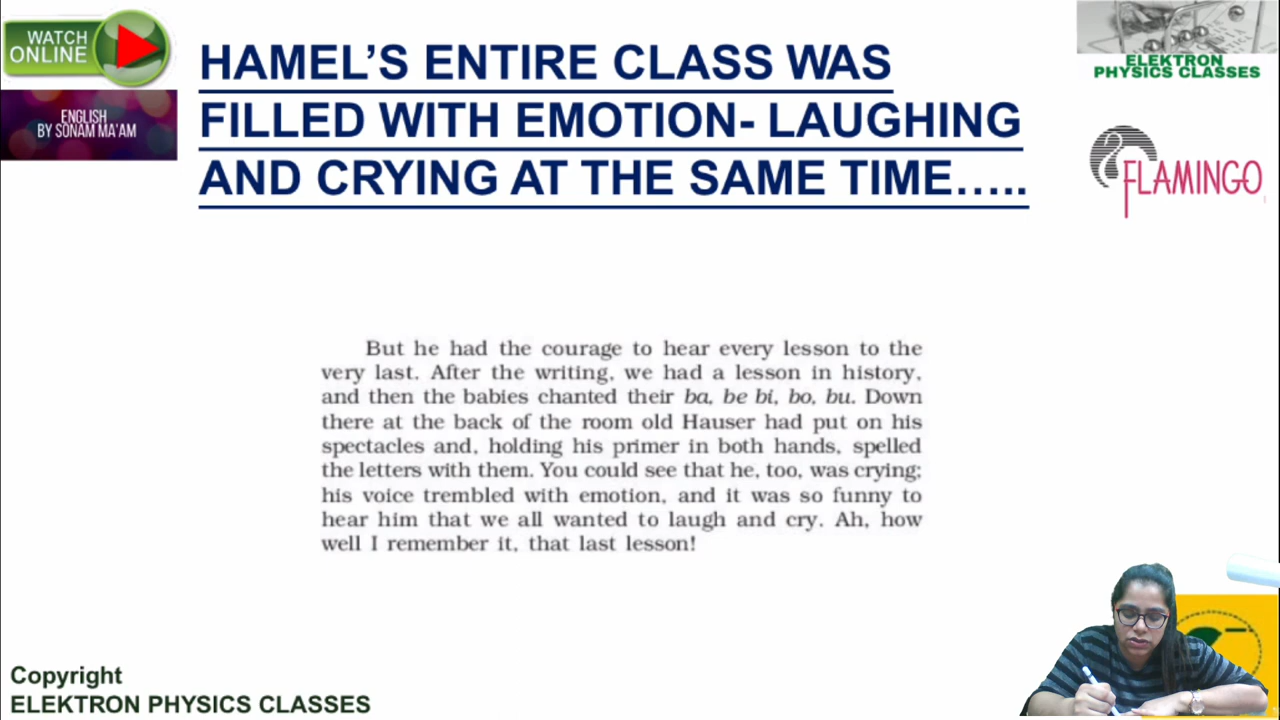 WATCH
ONLINE
ENGLISH
BY SONAM MA'AM
HAMEL'S ENTIRE CLASS WAS
FILLED WITH EMOTION- LAUGHING
AND CRYING AT THE SAME TIME…..
ELEKTRON
PHYSICS CLASSES
FLAMINGO
But he had the courage to hear every lesson to the
very last. After the writing, we had a lesson in history,
and then the babies chanted their ba, be bi, bo, bu. Down
there at the back of the room old Hauser had put on his
spectacles and, holding his primer in both hands, spelled
the letters with them. You could see that he, too, was crying;
his voice trembled with emotion, and it was so funny to
hear him that we all wanted to laugh and cry. Ah, how
well I remember it, that last lesson!
Copyright
ELEKTRON PHYSICS CLASSES